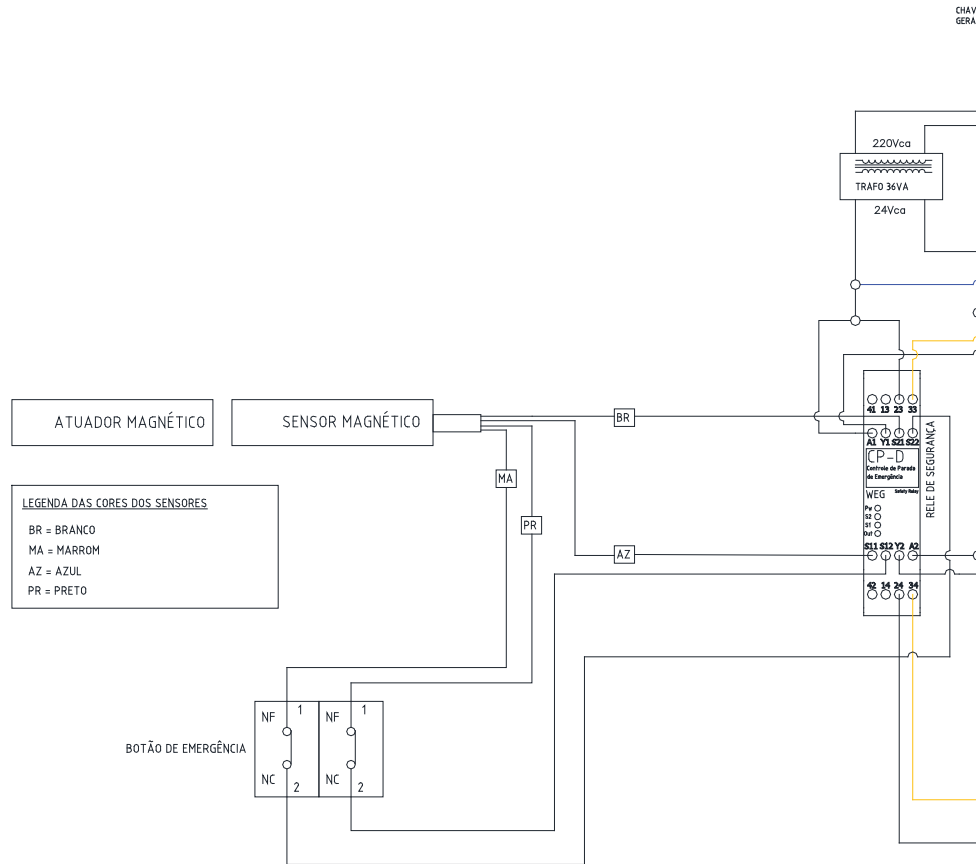 CHAV
GERA
220Vca
TRAFO 36VA
24Vca
ATUADOR MAGNÉTICO
SENSOR MAGNÉTICO
BR
MA
PR
AZ
LEGENDA DAS CORES DOS SENSORES
BR = BRANCO
MA = MARROM
AZ = AZUL
PR = PRETO
41 13 23 33
A1 Y1 S21 S22
CP-D
Controle de Parada
de Emergência
WEG
Safety Relay
Pw
S2
S1
Out
S11 S12 Y2 A2
42 14 24 34
RELE DE SEGURANÇA
BOTÃO DE EMERGÊNCIA
NF 1
NC 2
NF 1
NC 2